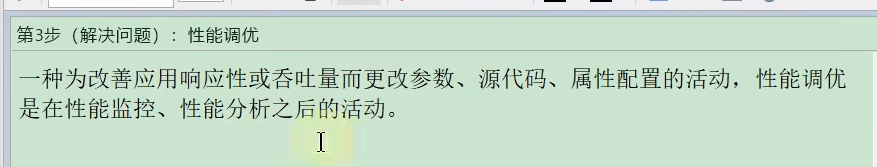 第3步（解决问题）：性能调优
一种为改善应用响应性或吞吐量而更改参数、源代码、属性配置的活动，性能调优
是在性能监控、性能分析之后的活动。